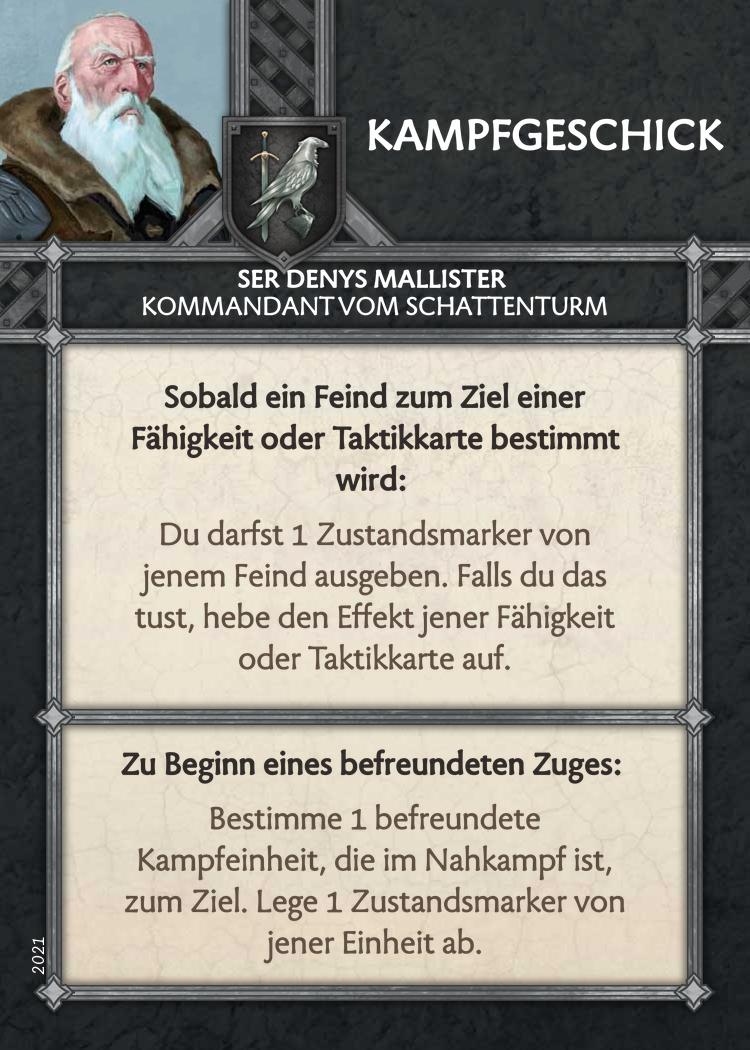 KAMPFGESCHICK
SER DENYS MALLISTER
KOMMANDANT VOM SCHATTENTURM
Sobald ein Feind zum Ziel einer
Fähigkeit oder Taktikkarte bestimmt
wird:
Du darfst 1 Zustandsmarker von
jenem Feind ausgeben. Falls du das
tust, hebe den Effekt jener Fähigkeit
oder Taktikkarte auf.
Zu Beginn eines befreundeten Zuges:
Bestimme 1 befreundete
Kampfeinheit, die im Nahkampf ist,
zum Ziel. Lege 1 Zustandsmarker von
jener Einheit ab.
2021